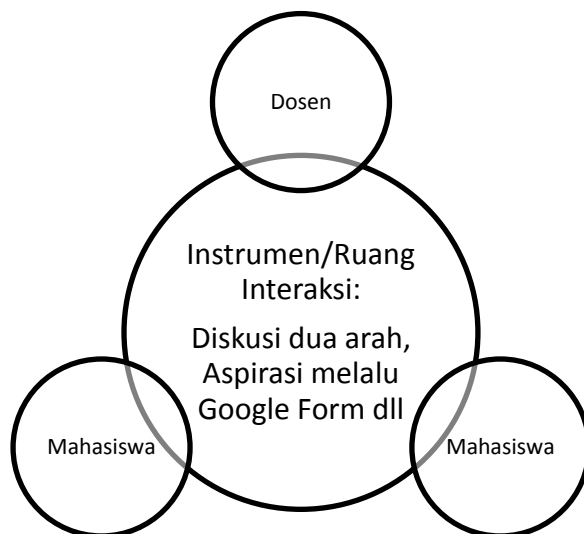 Dosen
Instrumen/Ruang
Interaksi:
Diskusi dua arah,
Aspirasi melalu
Google Form dll
Mahasiswa
Mahasiswa